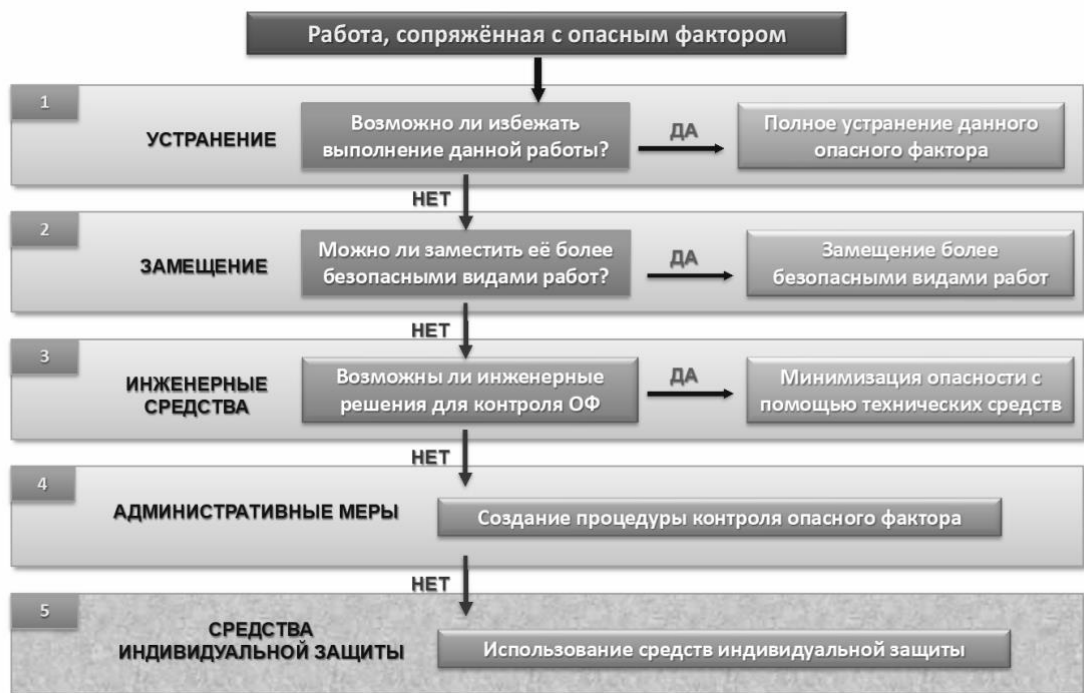 Работа, сопряжённая с опасным фактором
1
УСТРАНЕНИЕ
Возможно ли избежать
выполнение данной работы?
ДА
Полное устранение данного
опасного фактора
НЕТ
2
ЗАМЕЩЕНИЕ
Можно ли заместить её более
безопасными видами работ?
ДА
Замещение более
безопасными видами работ
НЕТ
3
ИНЖЕНЕРНЫЕ
СРЕДСТВА
Возможны ли инженерные
решения для контроля ОФ
ДА
Минимизация опасности с
помощью технических средств
НЕТ
4
АДМИНИСТРАТИВНЫЕ МЕРЫ
Создание процедуры контроля опасного фактора
НЕТ
5
СРЕДСТВА
ИНДИВИДУАЛЬНОЙ ЗАЩИТЫ
Использование средств индивидуальной защиты